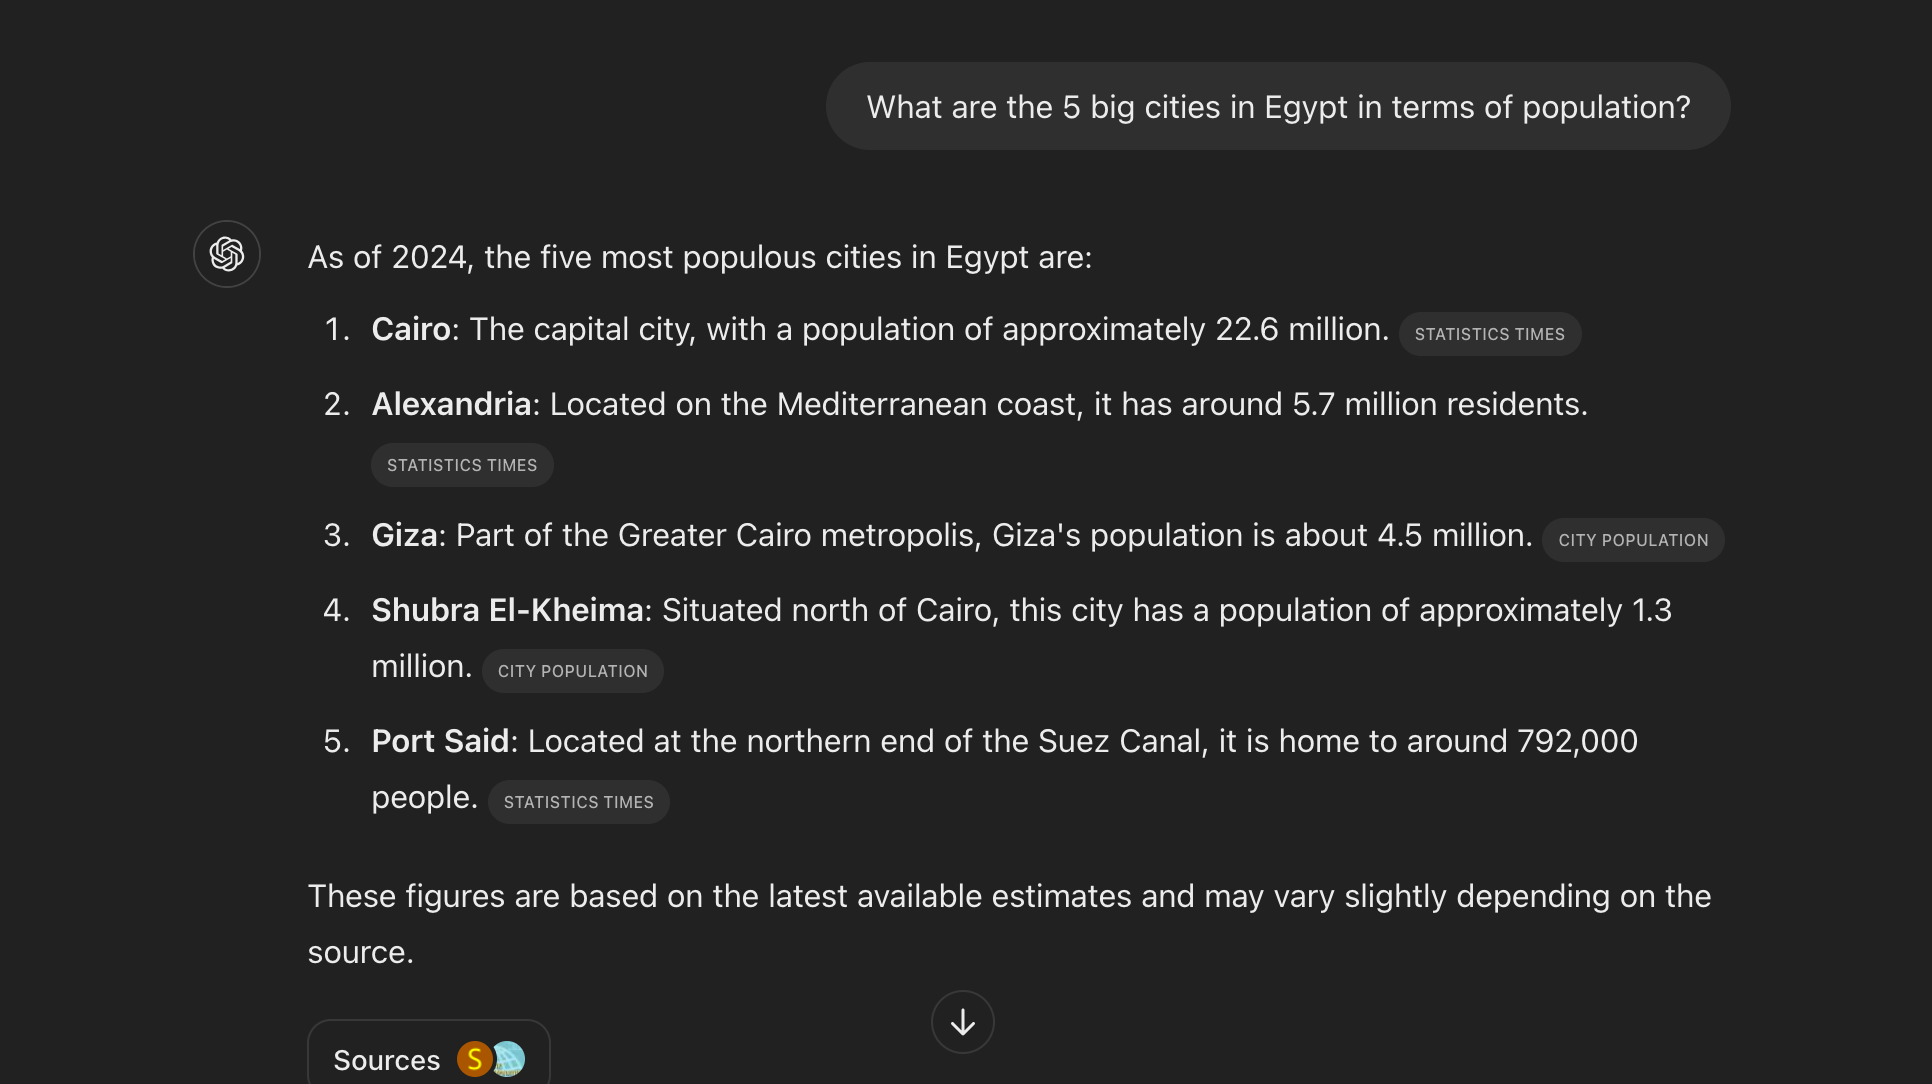 What are the 5 big cities in Egypt in terms of population?
As of 2024, the five most populous cities in Egypt are:
1. Cairo: The capital city, with a population of approximately 22.6 million. STATISTICS TIMES
2. Alexandria: Located on the Mediterranean coast, it has around 5.7 million residents.
STATISTICS TIMES
3. Giza: Part of the Greater Cairo metropolis, Giza's population is about 4.5 million. CITY POPULATION
4. Shubra El-Kheima: Situated north of Cairo, this city has a population of approximately 1.3
million. CITY POPULATION
5. Port Said: Located at the northern end of the Suez Canal, it is home to around 792,000
people. STATISTICS TIMES
These figures are based on the latest available estimates and may vary slightly depending on the
source.
Sources S